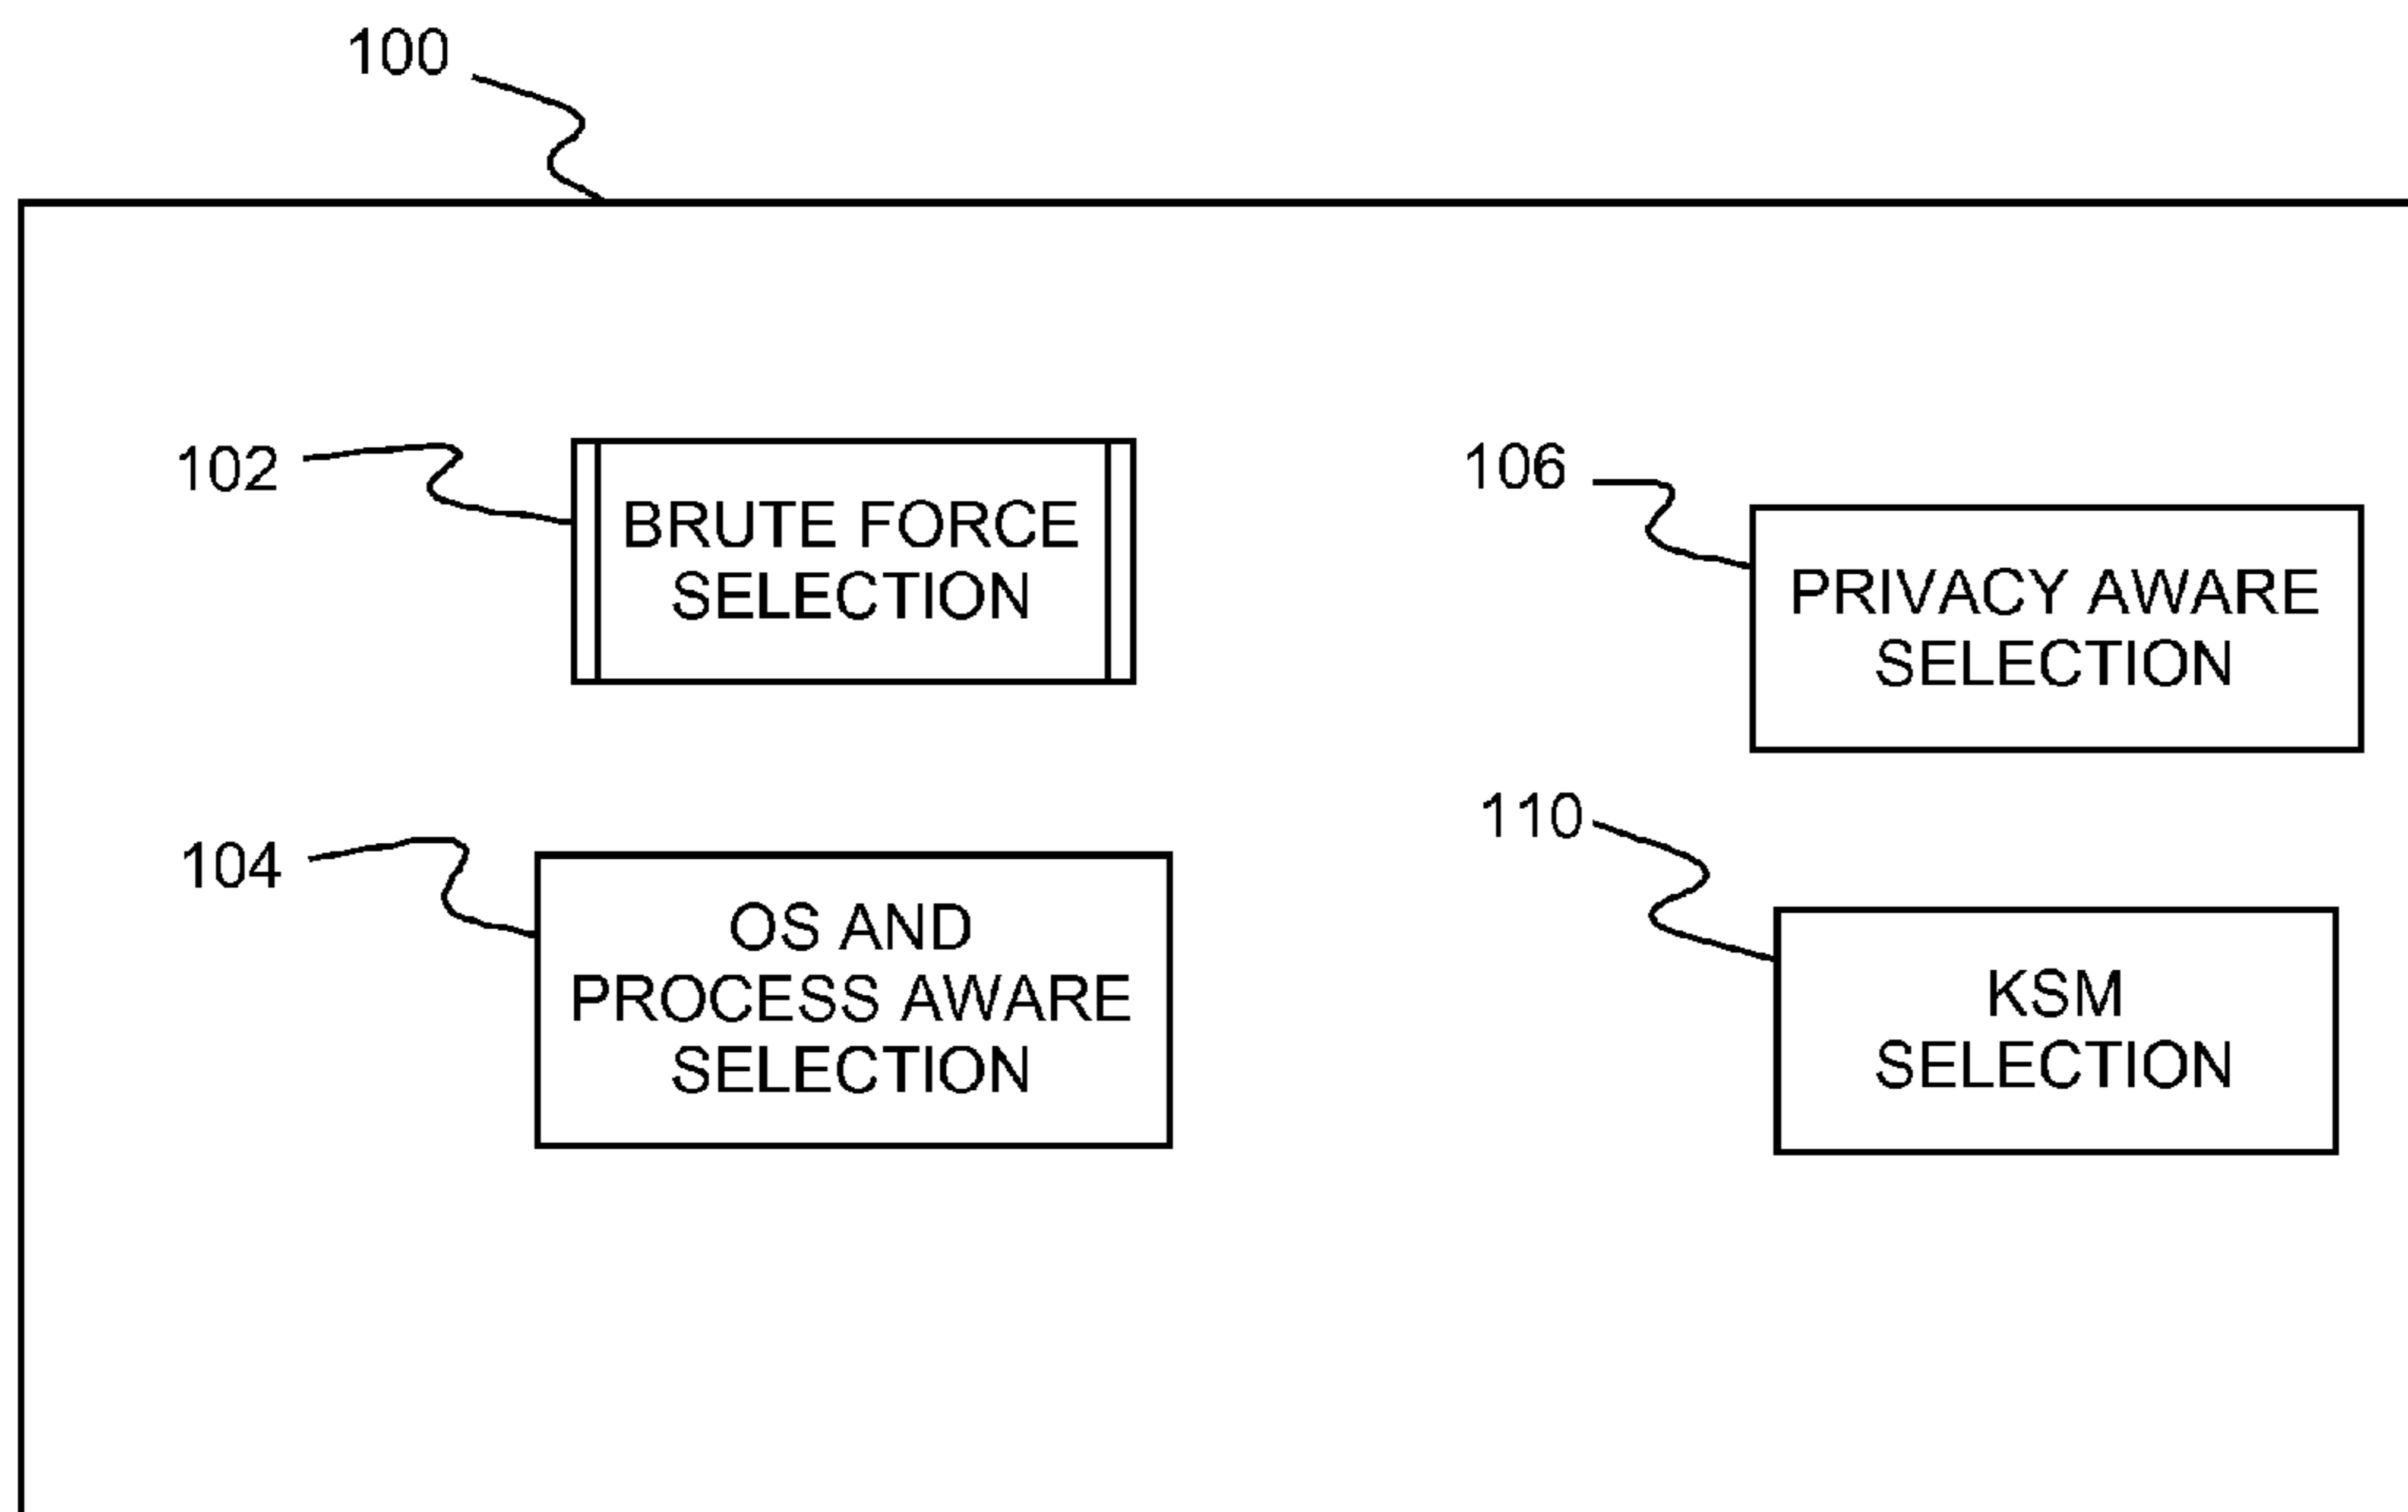 100
102
BRUTE FORCE
SELECTION
106
PRIVACY AWARE
SELECTION
104
OS AND
PROCESS AWARE
SELECTION
110
KSM
SELECTION